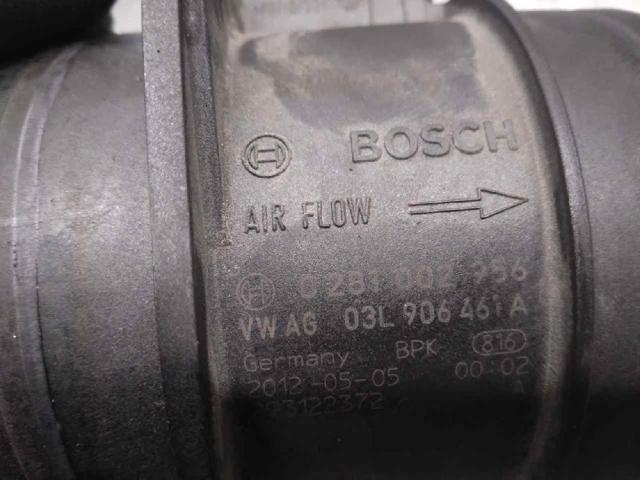 BOSCH
AIR FLOW
0 281 002 956
VW AG 03L 906 461 A
Germany BPK 816
2012-05-05 00-02
A